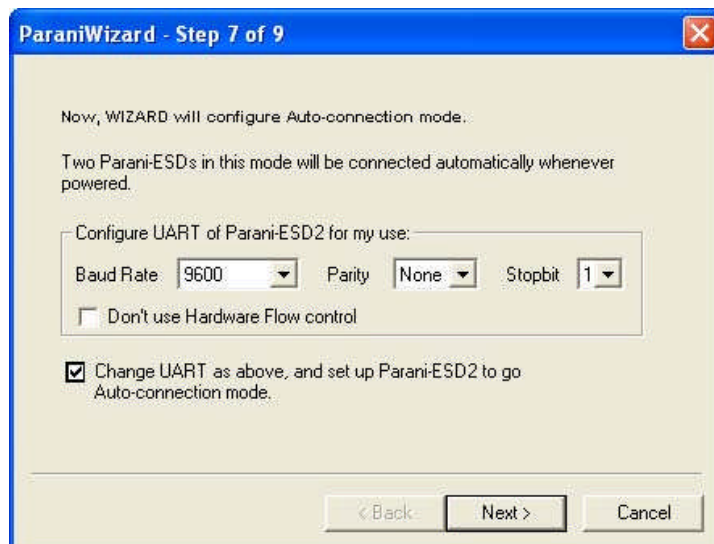 ParaniWizard - Step 7 of 9
Now, WIZARD will configure Auto-connection mode.
Two Parani-ESDs in this mode will be connected automatically whenever
powered.
Configure UART of Parani-ESD2 for my use:
Baud Rate 9600 Parity None Stopbit 1
Don't use Hardware Flow control
Change UART as above, and set up Parani-ESD2 to go
Auto-connection mode.
< Back Next > Cancel